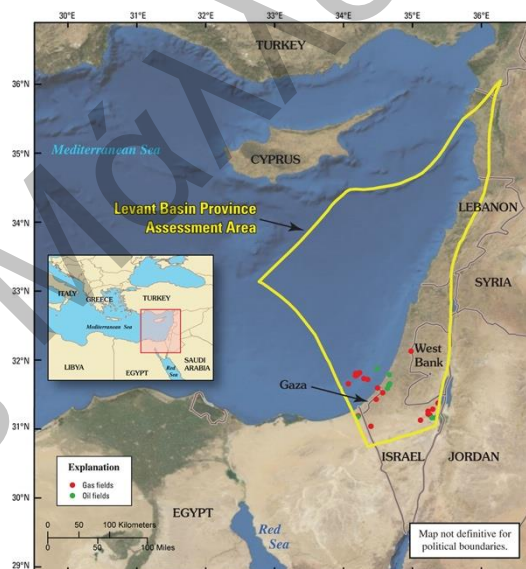 30°E
31°E
32°E
33°E
34°E
35°E
36°E
TURKEY
36°N
35°N
Mediterranean Sea
CYPRUS
34°N
Levant Basin Province
Assessment Area
LEBANON
33°N
SYRIA
ITALY
GREECE
TURKEY
Mediterranean Sea
LIBYA
EGYPT
Red
Sea
SAUDI
ARABIA
32°N
West
Bank
Gaza
31°N
ISRAEL
JORDAN
Explanation
Gas fields
Oil fields
30°N
0 50 100 Kilometers
0 50 100 Miles
EGYPT
Red
Sea
Map not definitive for
political boundaries.
29°N